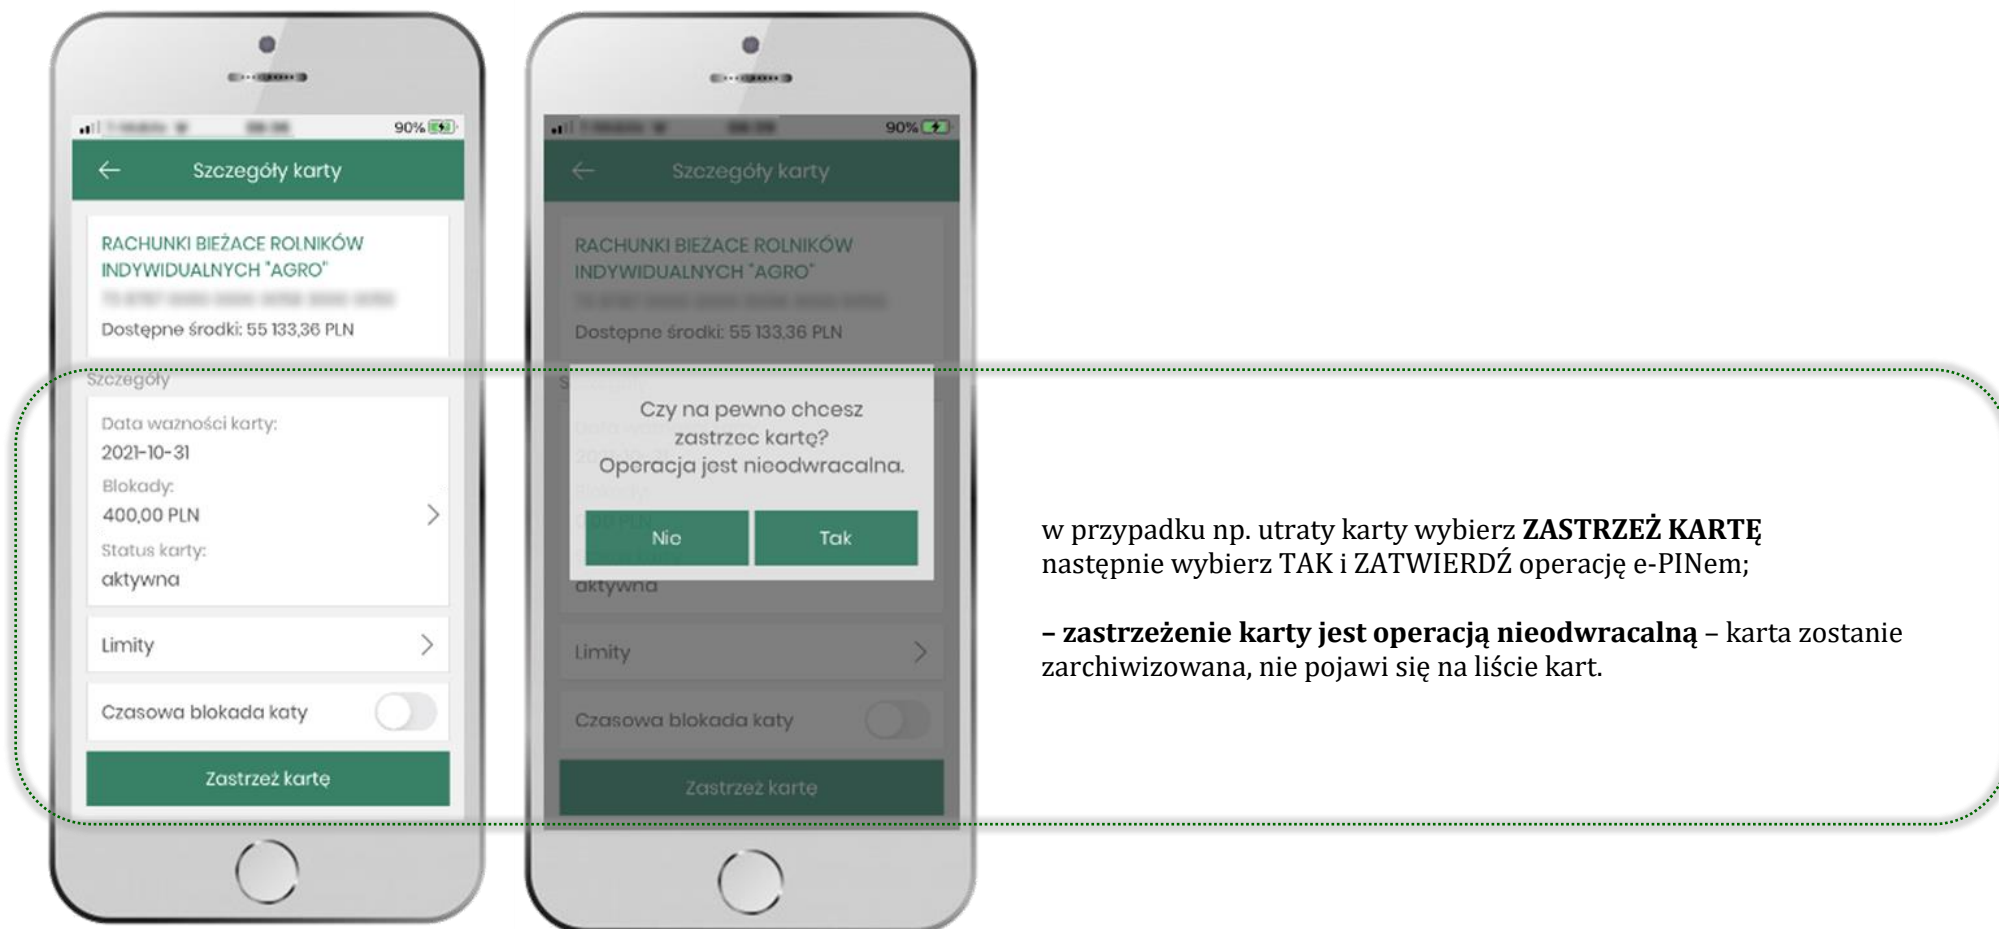 90%
Szczegóły karty
RACHUNKI BIEŻACE ROLNIKÓW
INDYWIDUALNYCH "AGRO"
Dostępne środki: 55 133,36 PLN
Szczegóły
Data ważności karty:
2021-10-31
Blokady:
400,00 PLN
Status karty:
aktywna
Limity
Czasowa blokada katy
Zastrzeż kartę
90%
Szczegóły karty
RACHUNKI BIEŻACE ROLNIKÓW
INDYWIDUALNYCH "AGRO"
Dostępne środki: 55 133,36 PLN
Czy na pewno chcesz
zastrzec kartę?
Operacja jest nieodwracalna.
Nie Tak
aktywna
Limity
Czasowa blokada katy
Zastrzeż kartę
w przypadku np. utraty karty wybierz ZASTRZEŻ KARTĘ
następnie wybierz TAK i ZATWIERDŹ operację e-PINem;
– zastrzeżenie karty jest operacją nieodwracalną – karta zostanie
zarchiwizowana, nie pojawi się na liście kart.